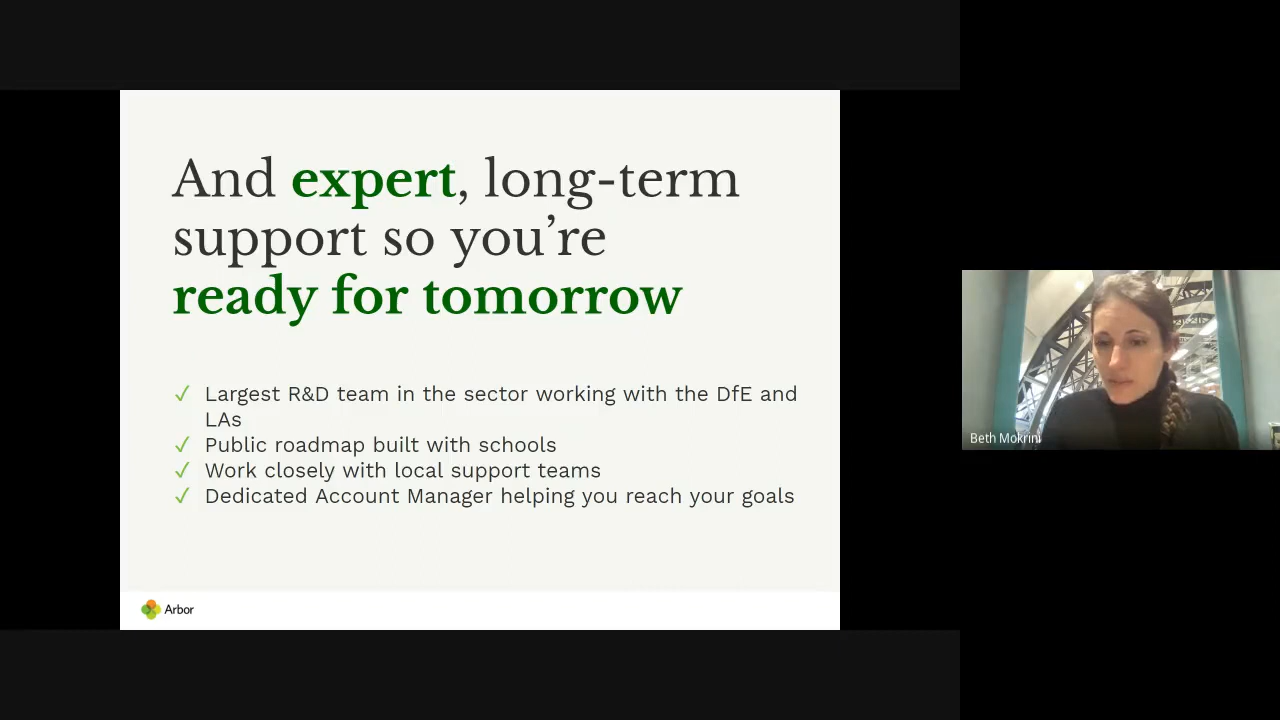 And expert, long-term
support so you’re
ready for tomorrow
✓ Largest R&D team in the sector working with the DfE and
LAs
✓ Public roadmap built with schools
✓ Work closely with local support teams
✓ Dedicated Account Manager helping you reach your goals
Arbor
Beth Mokrini